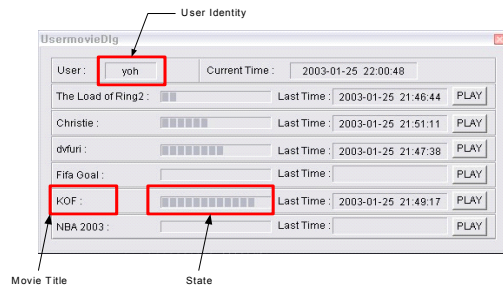 User Identity
UsermovieDlg
User : yoh Current Time : 2003-01-25 22:00:48
The Load of Ring2 : Last Time : 2003-01-25 21:46:44 PLAY
Christie : Last Time : 2003-01-25 21:51:11 PLAY
dvfuri : Last Time : 2003-01-25 21:47:38 PLAY
Fifa Goal : Last Time : PLAY
KOF : Last Time : 2003-01-25 21:49:17 PLAY
NBA 2003 : Last Time : PLAY
Movie Title State